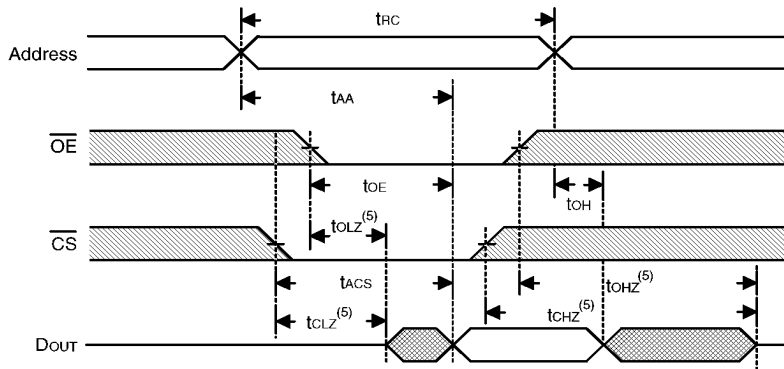 tRC
Address
tAA
OE
tOE
tOH
tOLZ(5)
CS
tACS
tOHZ(5)
tCLZ(5)
tCHZ(5)
DOUT